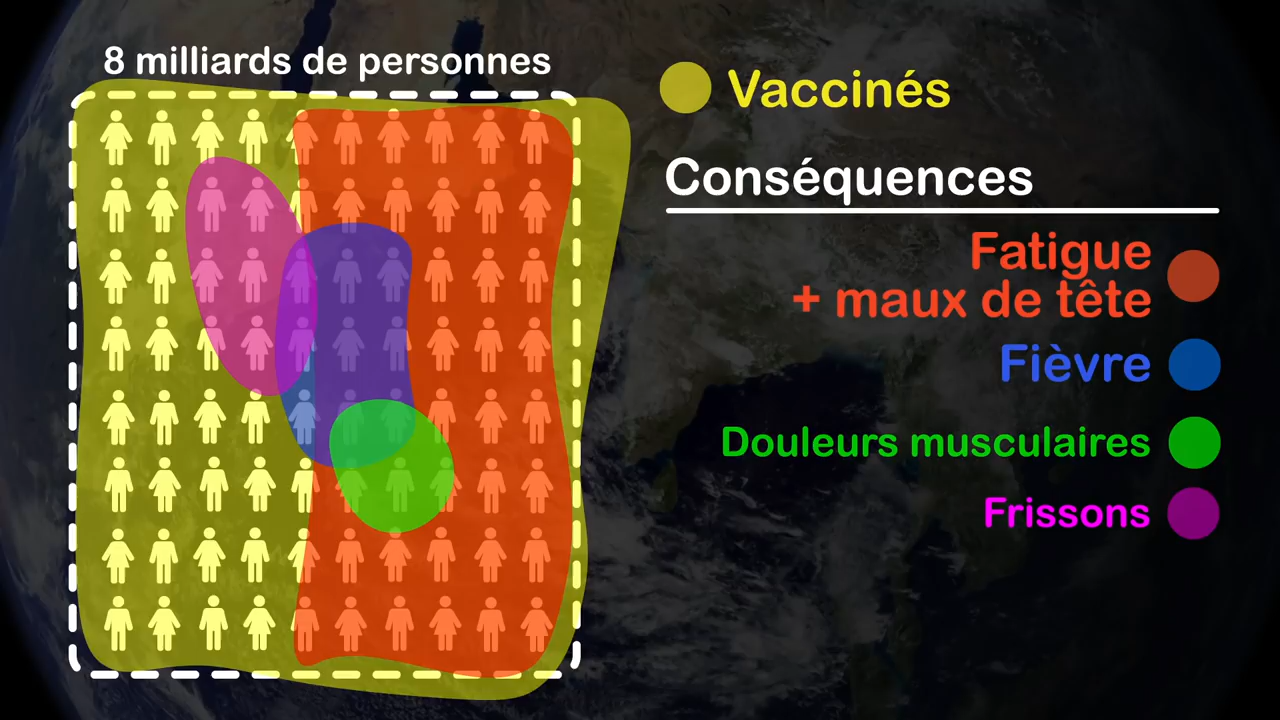 8 milliards de personnes
Vaccinés
Conséquences
Fatigue
+ maux de tête
Fièvre
Douleurs musculaires
Frissons